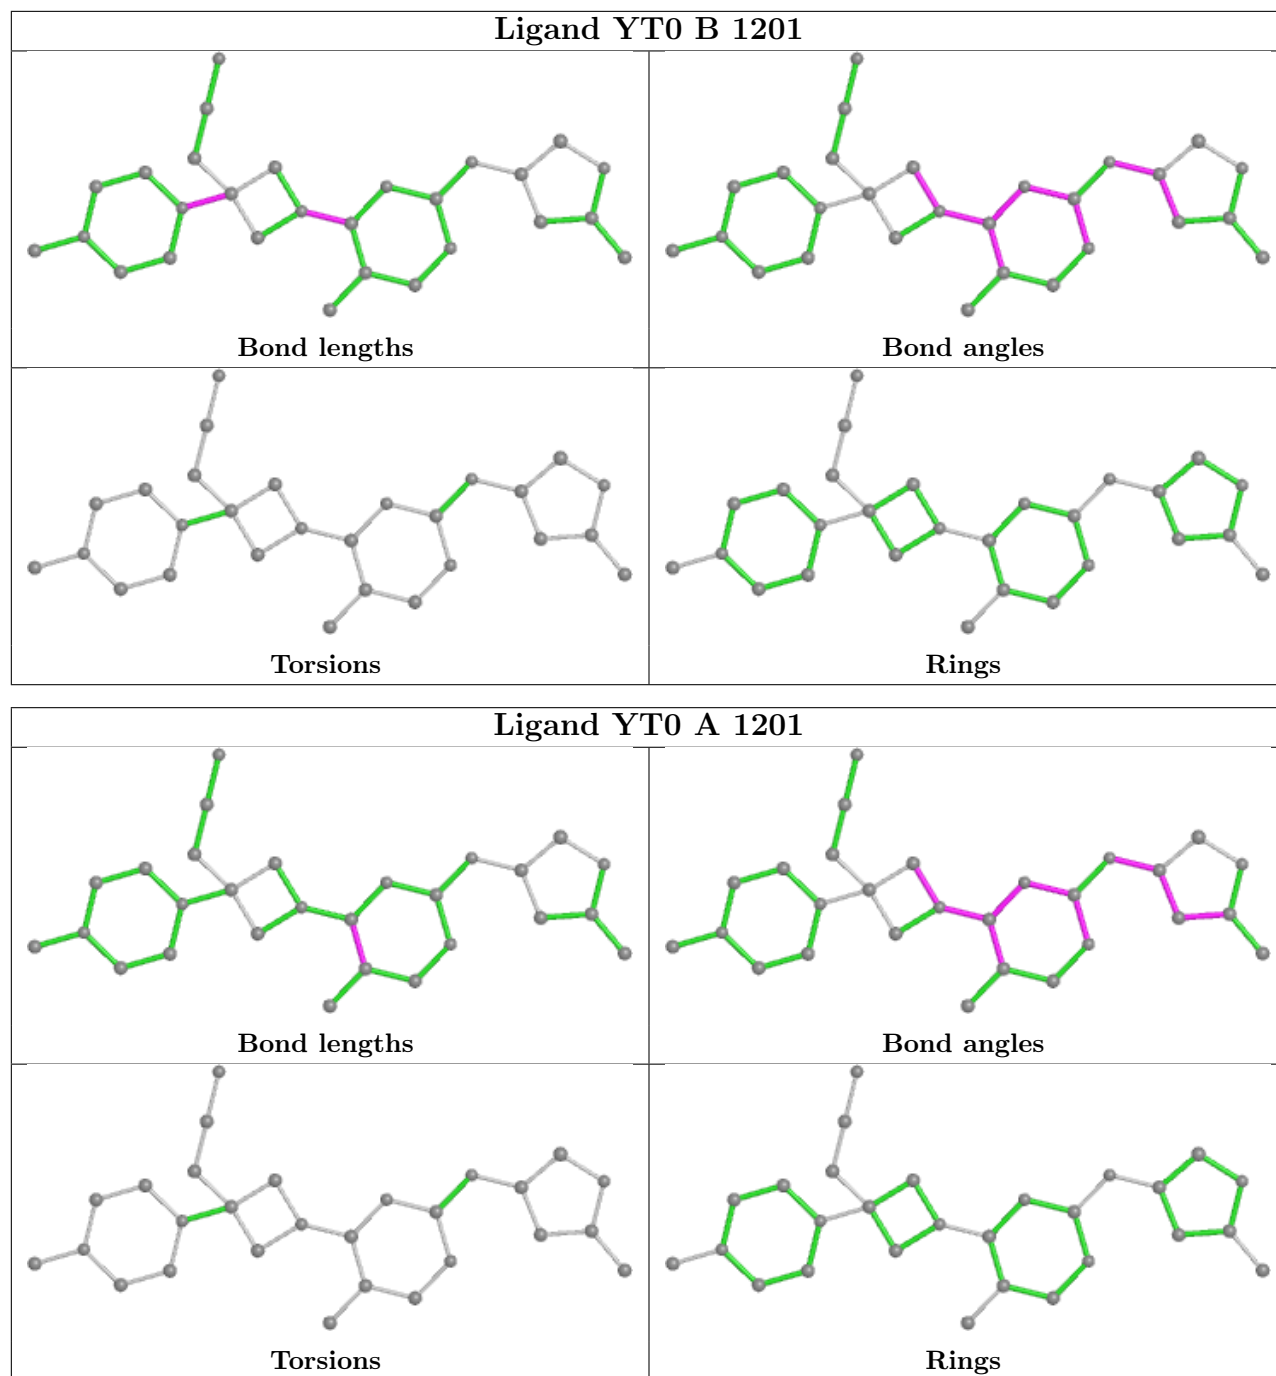 Ligand YT0 B 1201
Bond lengths
Bond angles
Torsions
Rings
Ligand YT0 A 1201
Bond lengths
Bond angles
Torsions
Rings